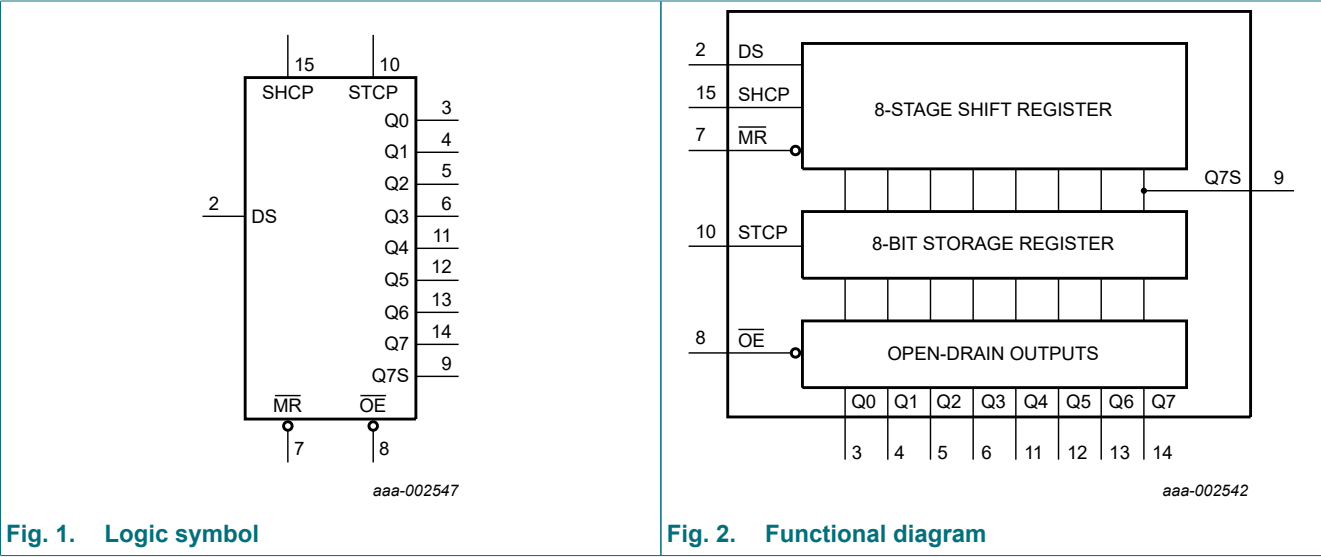 15 10
SHCP STCP
Q0 3
Q1 4
Q2 5
2 DS Q3 6
Q4 11
Q5 12
Q6 13
Q7 14
Q7S 9
MR OE
7 8
aaa-002547
Fig. 1. Logic symbol
2 DS
15 SHCP
7 MR
8-STAGE SHIFT REGISTER
Q7S 9
10 STCP
8-BIT STORAGE REGISTER
8 OE
OPEN-DRAIN OUTPUTS
Q0 Q1 Q2 Q3 Q4 Q5 Q6 Q7
3 4 5 6 11 12 13 14
aaa-002542
Fig. 2. Functional diagram